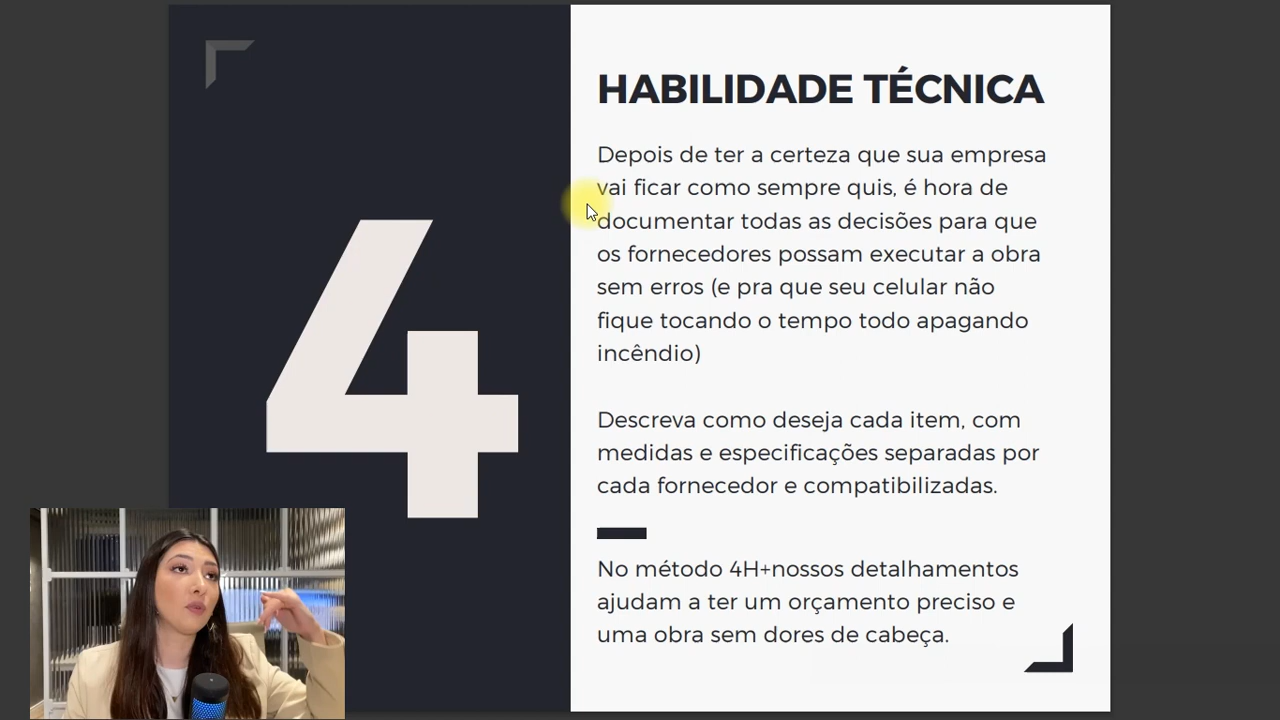 4
HABILIDADE TÉCNICA
Depois de ter a certeza que sua empresa
vai ficar como sempre quis, é hora de
documentar todas as decisões para que
os fornecedores possam executar a obra
sem erros (e pra que seu celular não
fique tocando o tempo todo apagando
incêndio)
Descreva como deseja cada item, com
medidas e especificações separadas por
cada fornecedor e compatibilizadas.
No método 4H+nossos detalhamentos
ajudam a ter um orçamento preciso e
uma obra sem dores de cabeça.